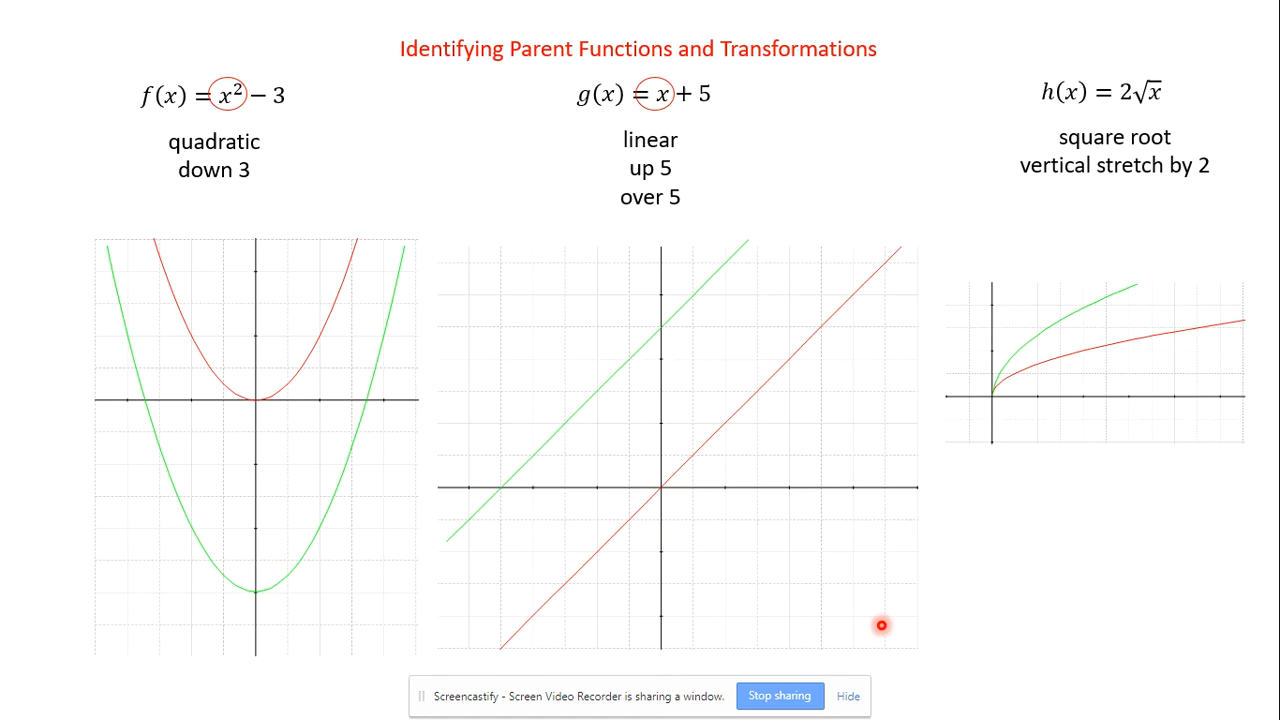 Identifying Parent Functions and Transformations
f(x) = x² − 3
quadratic
down 3
g(x) = x + 5
linear
up 5
over 5
h(x) = 2√x
square root
vertical stretch by 2
Screencastify - Screen Video Recorder is sharing a window.
Stop sharing
Hide